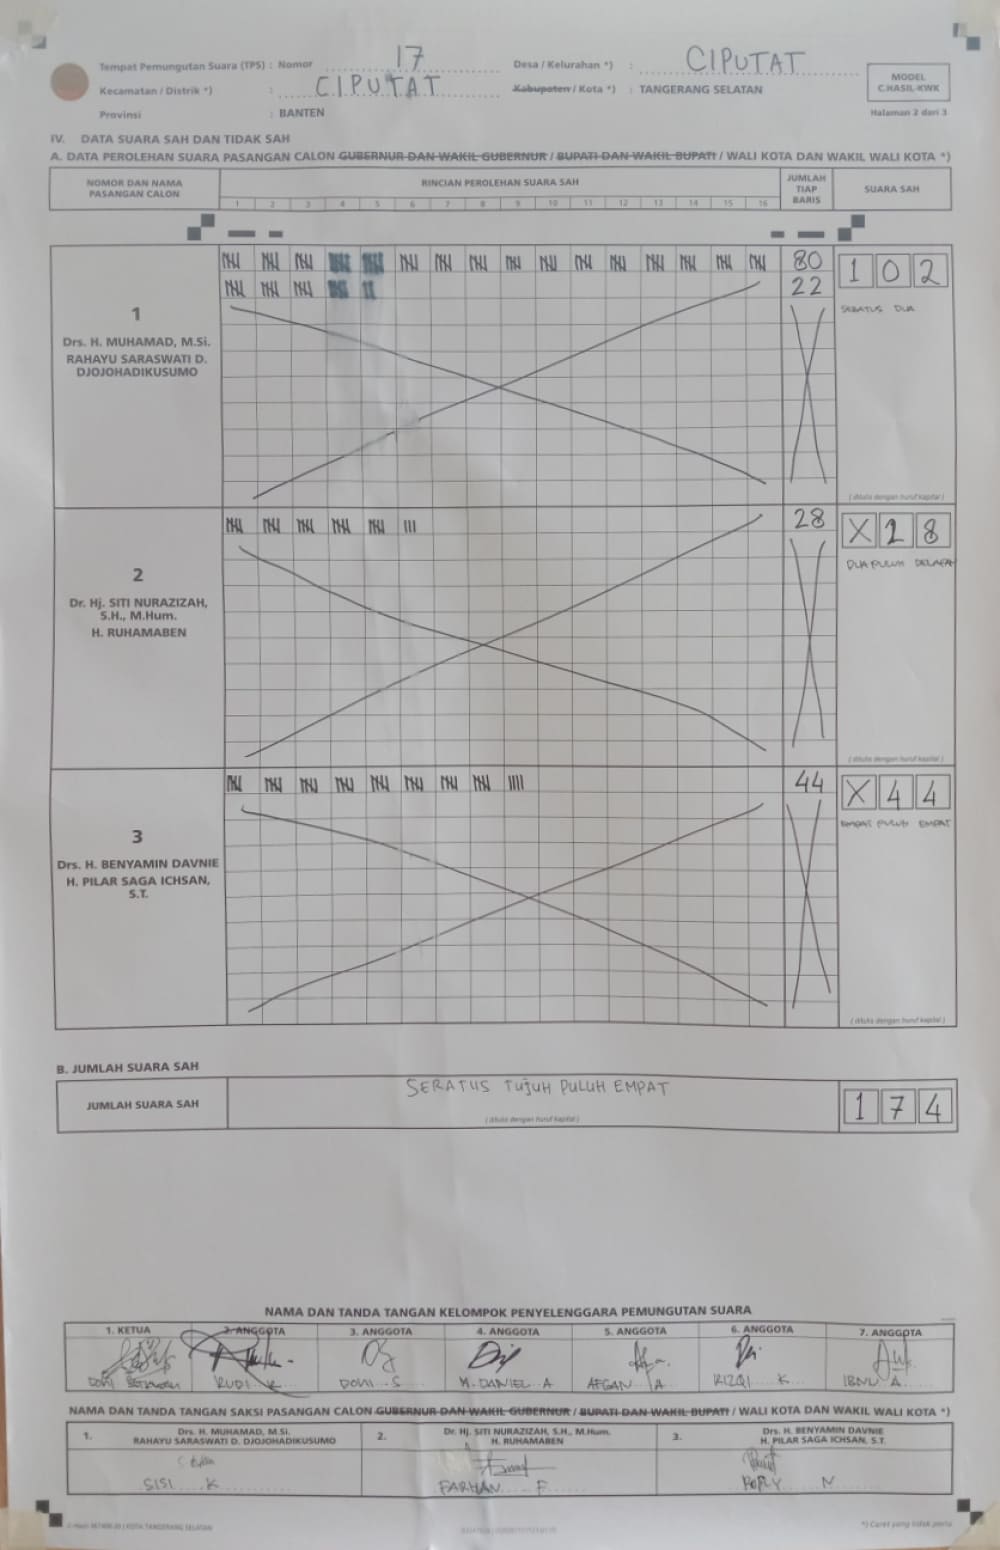 Tempat Pemungutan Suara (TPS) : Nomor 17 Desa / Kelurahan *) : CIPUTAT
Kecamatan / Distrik *) : CIPUTAT Kabupaten / Kota *) : TANGERANG SELATAN
Provinsi : BANTEN
MODEL
C.HASIL-KWK
Halaman 2 dari 3
IV. DATA SUARA SAH DAN TIDAK SAH
A. DATA PEROLEHAN SUARA PASANGAN CALON GUBERNUR DAN WAKIL GUBERNUR / BUPATI DAN WAKIL BUPATI / WALI KOTA DAN WAKIL WALI KOTA *)
NOMOR DAN NAMA
PASANGAN CALON
RINCIAN PEROLEHAN SUARA SAH
1 2 3 4 5 6 7 8 9 10 11 12 13 14 15 16
JUMLAH
TIAP
BARIS
SUARA SAH
1
Drs. H. MUHAMAD, M.Si.
RAHAYU SARASWATI D.
DJOJOHADIKUSUMO
80
22
1 0 2
SERATUS DUA
( ditulis dengan huruf kapital )
2
Dr. Hj. SITI NURAZIZAH,
S.H., M.Hum.
H. RUHAMABEN
28
X 2 8
DUA PULUH DELAPAN
( ditulis dengan huruf kapital )
3
Drs. H. BENYAMIN DAVNIE
H. PILAR SAGA ICHSAN,
S.T.
44
X 4 4
EMPAT PULUH EMPAT
( ditulis dengan huruf kapital )
B. JUMLAH SUARA SAH
JUMLAH SUARA SAH
SERATUS TUJUH PULUH EMPAT
( ditulis dengan huruf kapital )
1 7 4
NAMA DAN TANDA TANGAN KELOMPOK PENYELENGGARA PEMUNGUTAN SUARA
1. KETUA 2. ANGGOTA 3. ANGGOTA 4. ANGGOTA 5. ANGGOTA 6. ANGGOTA 7. ANGGOTA
DONI RUDI K DONI S M. DANIEL A AFGAN A RIZQI K IBNU A
NAMA DAN TANDA TANGAN SAKSI PASANGAN CALON GUBERNUR DAN WAKIL GUBERNUR / BUPATI DAN WAKIL BUPATI / WALI KOTA DAN WAKIL WALI KOTA *)
1. Drs. H. MUHAMAD, M.Si.
RAHAYU SARASWATI D. DJOJOHADIKUSUMO
2. Dr. Hj. SITI NURAZIZAH, S.H., M.Hum.
H. RUHAMABEN
3. Drs. H. BENYAMIN DAVNIE
H. PILAR SAGA ICHSAN, S.T.
SISI K FARHAN F N
*) Coret yang tidak perlu